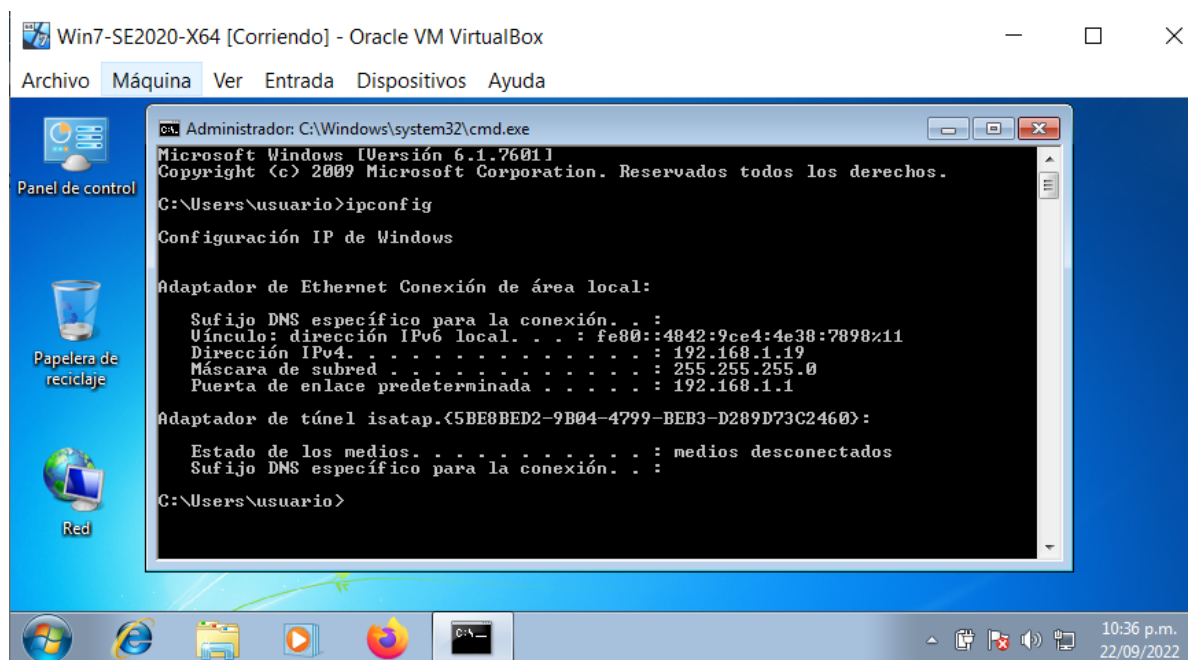 Win7-SE2020-X64 [Corriendo] - Oracle VM VirtualBox
Archivo Máquina Ver Entrada Dispositivos Ayuda
Panel de control
Papelera de
reciclaje
Red
Administrador: C:\Windows\system32\cmd.exe
Microsoft Windows [Versión 6.1.7601]
Copyright (c) 2009 Microsoft Corporation. Reservados todos los derechos.
C:\Users\usuario>ipconfig
Configuración IP de Windows
Adaptador de Ethernet Conexión de área local:
Sufijo DNS específico para la conexión. . :
Vínculo: dirección IPv6 local. . . : fe80::4842:9ce4:4e38:7898%11
Dirección IPv4. . . . . . . . . . . . . . : 192.168.1.19
Máscara de subred . . . . . . . . . . . . : 255.255.255.0
Puerta de enlace predeterminada . . . . . : 192.168.1.1
Adaptador de túnel isatap.{5BE8BED2-9B04-4799-BEB3-D289D73C2460}:
Estado de los medios. . . . . . . . . . . : medios desconectados
Sufijo DNS específico para la conexión. . :
C:\Users\usuario>
C:\_
10:36 p.m.
22/09/2022